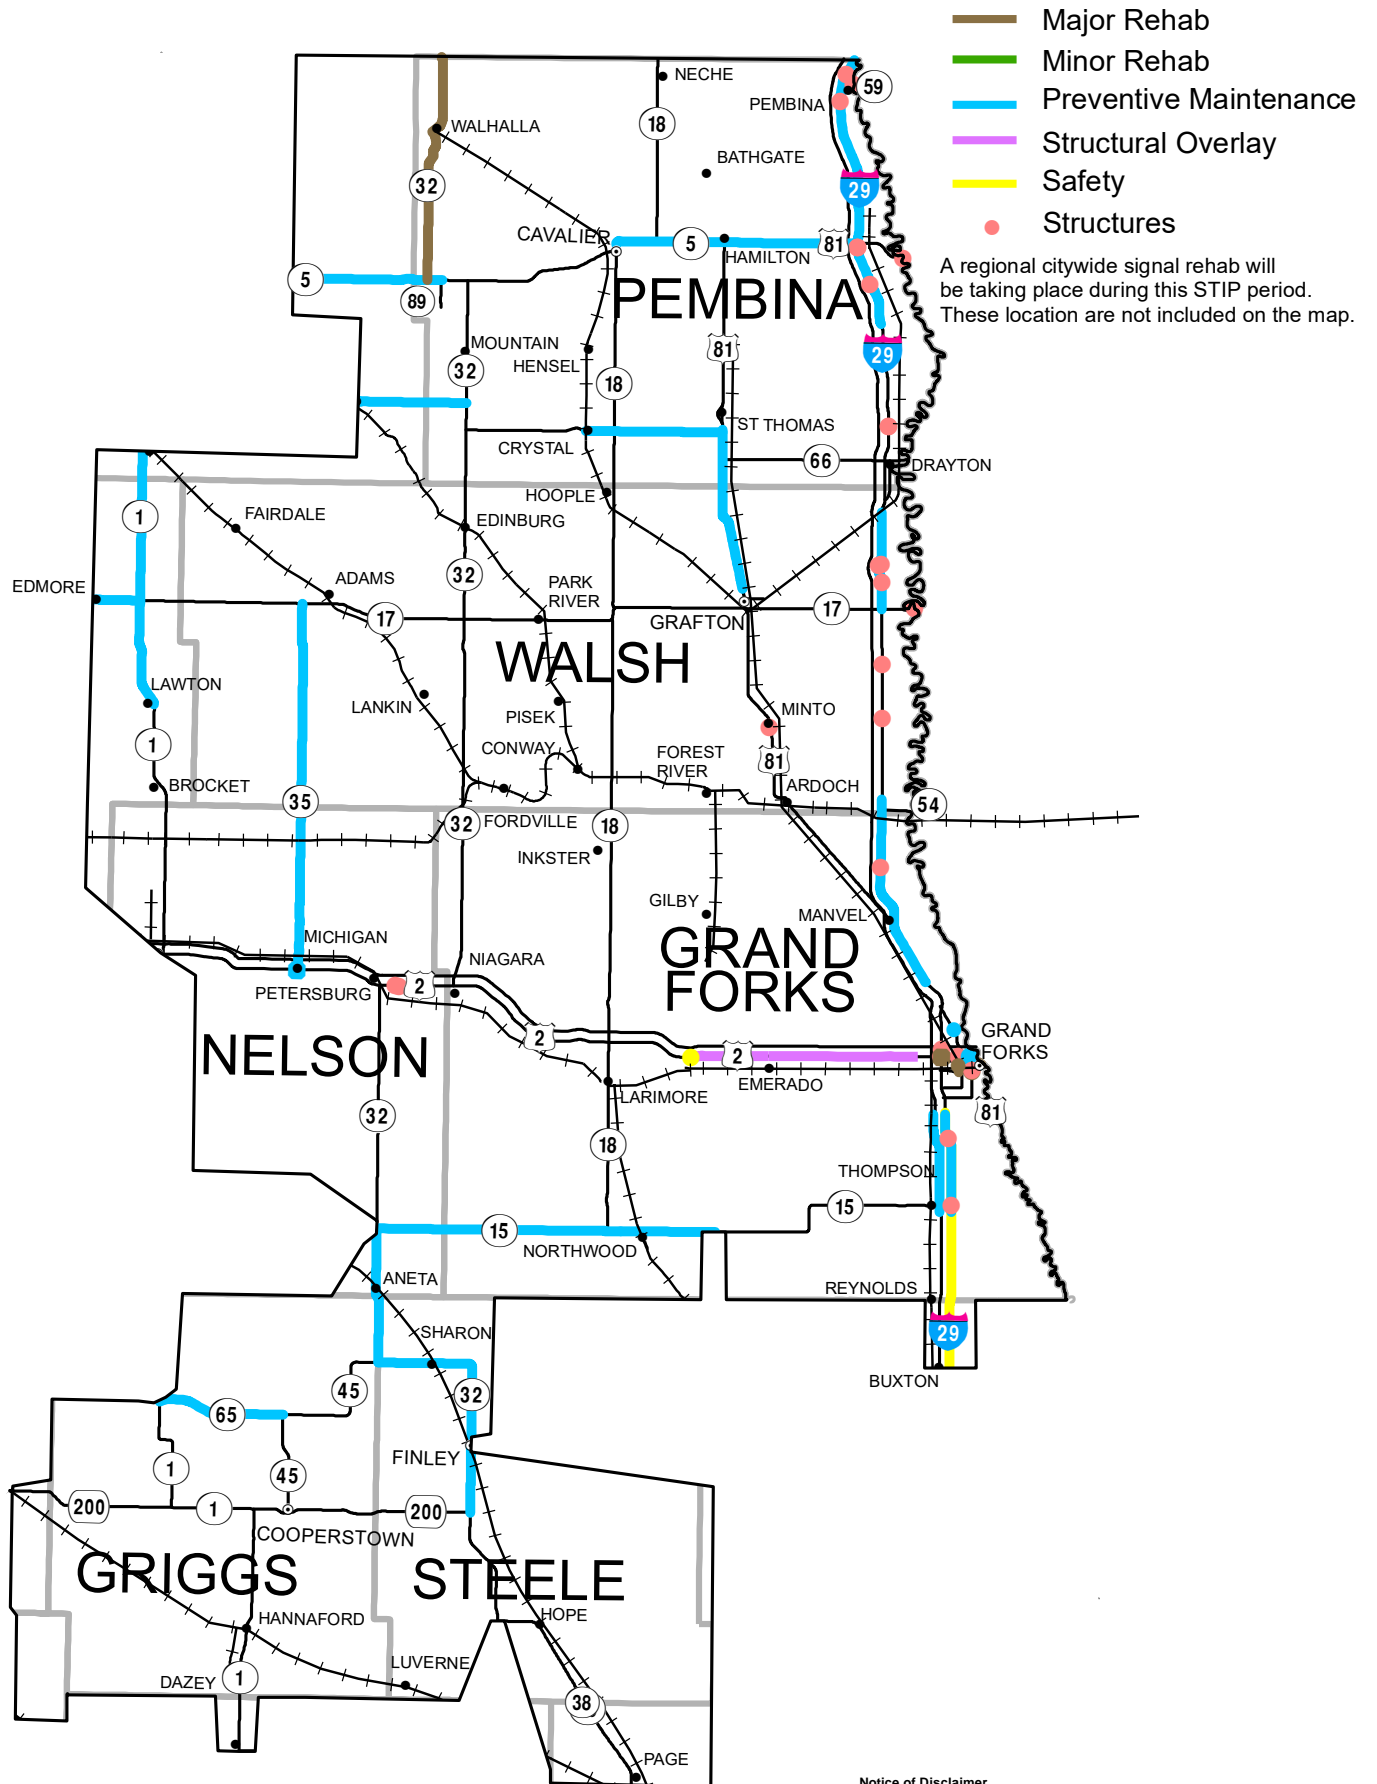 Major Rehab
Minor Rehab
Preventive Maintenance
Structural Overlay
Safety
Structures
A regional citywide signal rehab will
be taking place during this STIP period.
These location are not included on the map.
NECHE
59
PEMBINA
18
WALHALLA
BATHGATE
32
29
CAVALIER
5
81
HAMILTON
5
89
PEMBINA
MOUNTAIN
HENSEL
81
29
32
18
ST THOMAS
CRYSTAL
66
DRAYTON
HOOPLE
1
FAIRDALE
EDINBURG
EDMORE
ADAMS
32
PARK
RIVER
17
GRAFTON
17
WALSH
LAWTON
LANKIN
PISEK
MINTO
1
CONWAY
FOREST
RIVER
81
BROCKET
35
ARDOCH
54
32
FORDVILLE
18
INKSTER
GILBY
MANVEL
MICHIGAN
NIAGARA
GRAND
FORKS
PETERSBURG
2
NELSON
2
2
GRAND
FORKS
EMERADO
LARIMORE
32
81
18
THOMPSON
15
15
NORTHWOOD
ANETA
REYNOLDS
SHARON
29
BUXTON
45
32
65
FINLEY
1
45
200
1
200
COOPERSTOWN
GRIGGS
STEELE
HANNAFORD
HOPE
LUVERNE
DAZEY
1
38
PAGE
Notice of Disclaimer